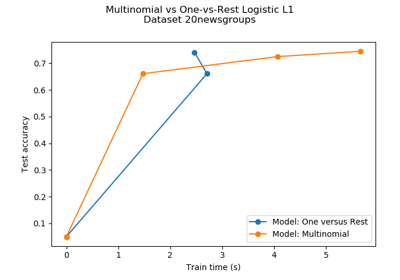 Multinomial vs One-vs-Rest Logistic L1
Dataset 20newsgroups
0.7
0.6
0.5
0.4
0.3
0.2
0.1
Test accuracy
Model: One versus Rest
Model: Multinomial
0 1 2 3 4 5
Train time (s)